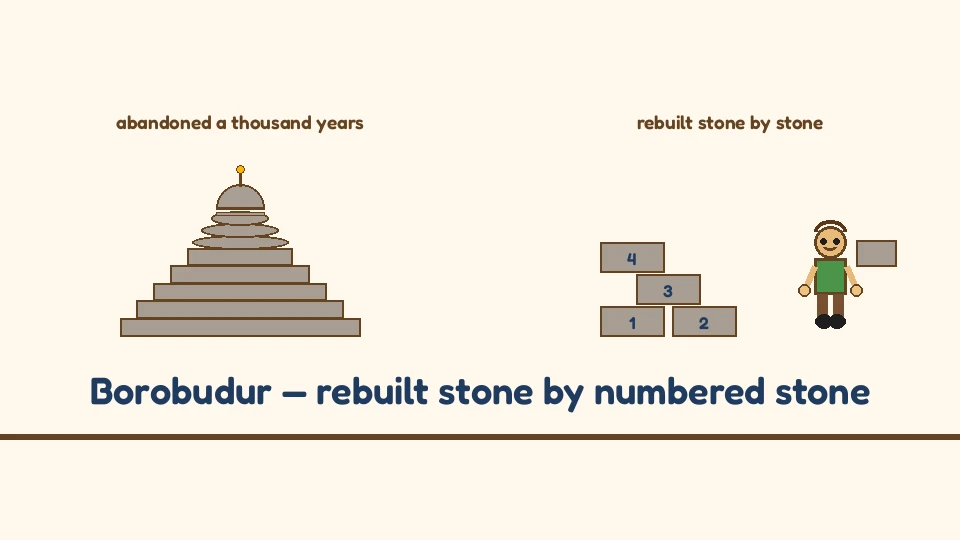 abandoned a thousand years
rebuilt stone by stone
4
3
1
2
Borobudur — rebuilt stone by numbered stone